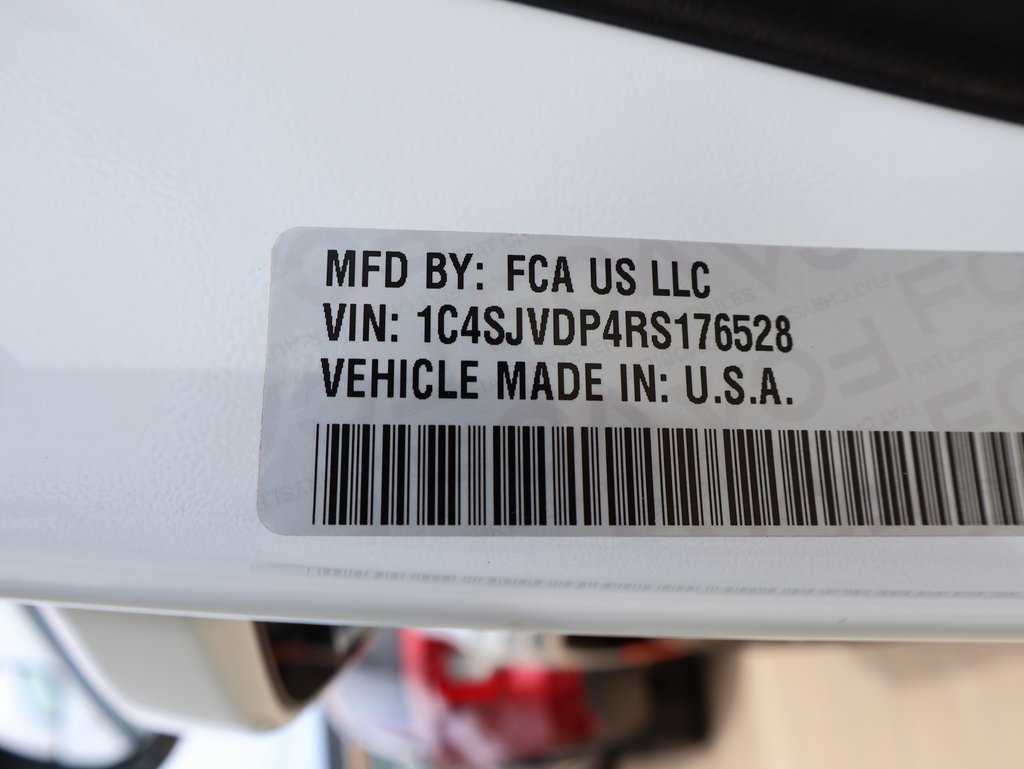 MFD BY: FCA US LLC
VIN: 1C4SJVDP4RS176528
VEHICLE MADE IN: U.S.A.